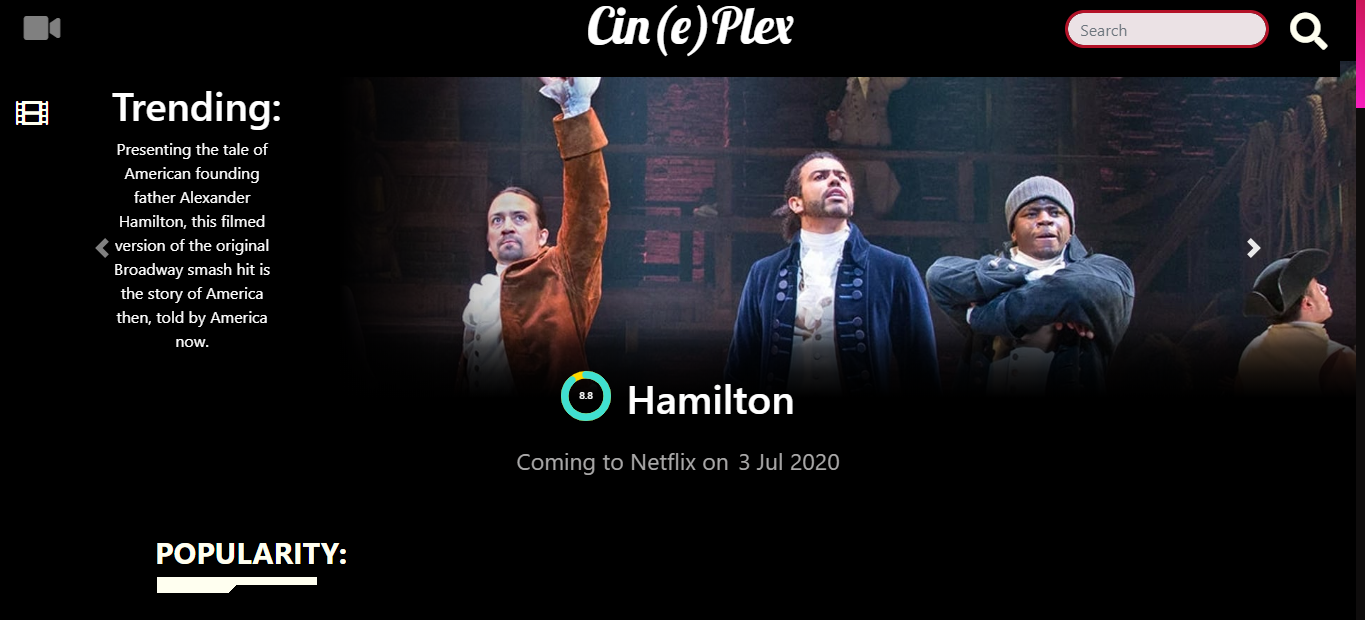 Cin(e)Plex
Search
Trending:
Presenting the tale of
American founding
father Alexander
Hamilton, this filmed
version of the original
Broadway smash hit is
the story of America
then, told by America
now.
8.8
Hamilton
Coming to Netflix on 3 Jul 2020
POPULARITY: